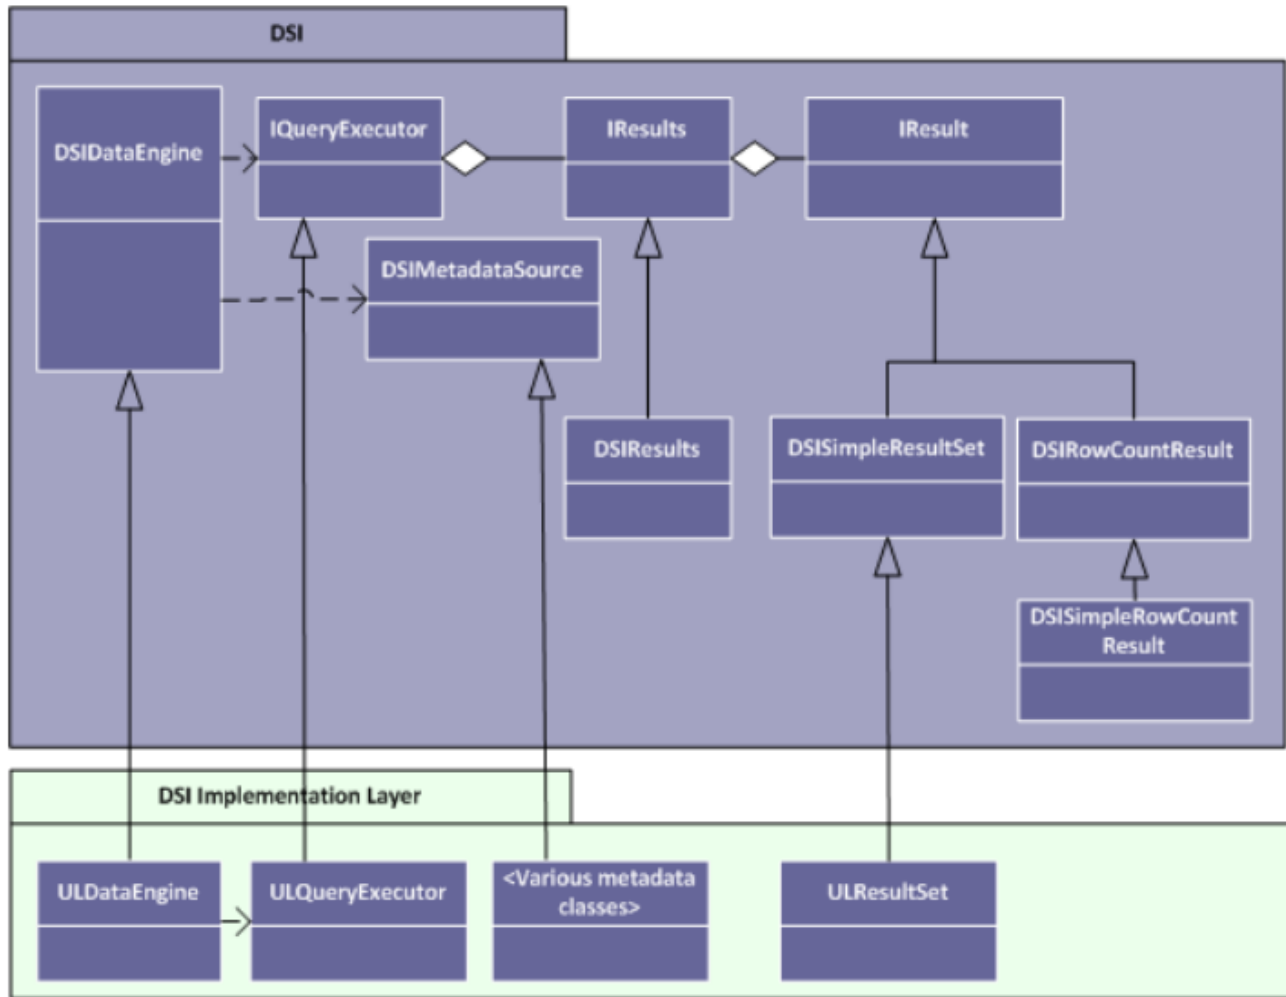 DSI
DSIDataEngine
IQueryExecutor
IResults
IResult
DSIMetadataSource
DSIResults
DSISimpleResultSet
DSIRowCountResult
DSISimpleRowCount
Result
DSI Implementation Layer
ULDataEngine
ULQueryExecutor
<Various metadata
classes>
ULResultSet